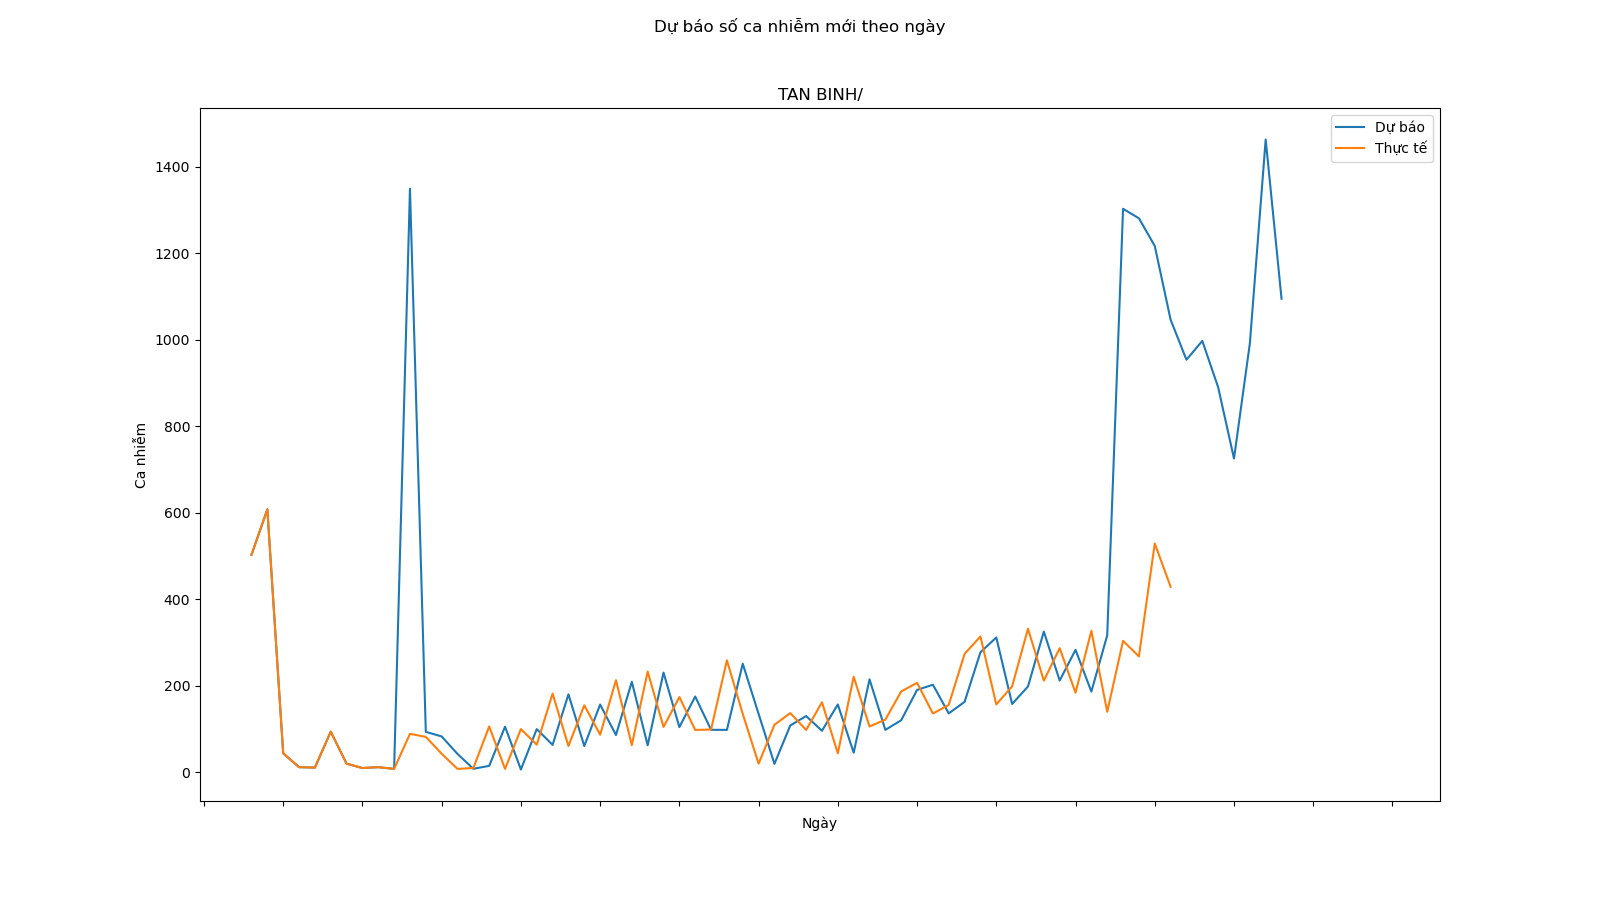 Dự báo số ca nhiễm mới theo ngày
TAN BINH/
Dự báo
Thực tế
1400
1200
1000
800
600
400
200
0
Ca nhiễm
Ngày